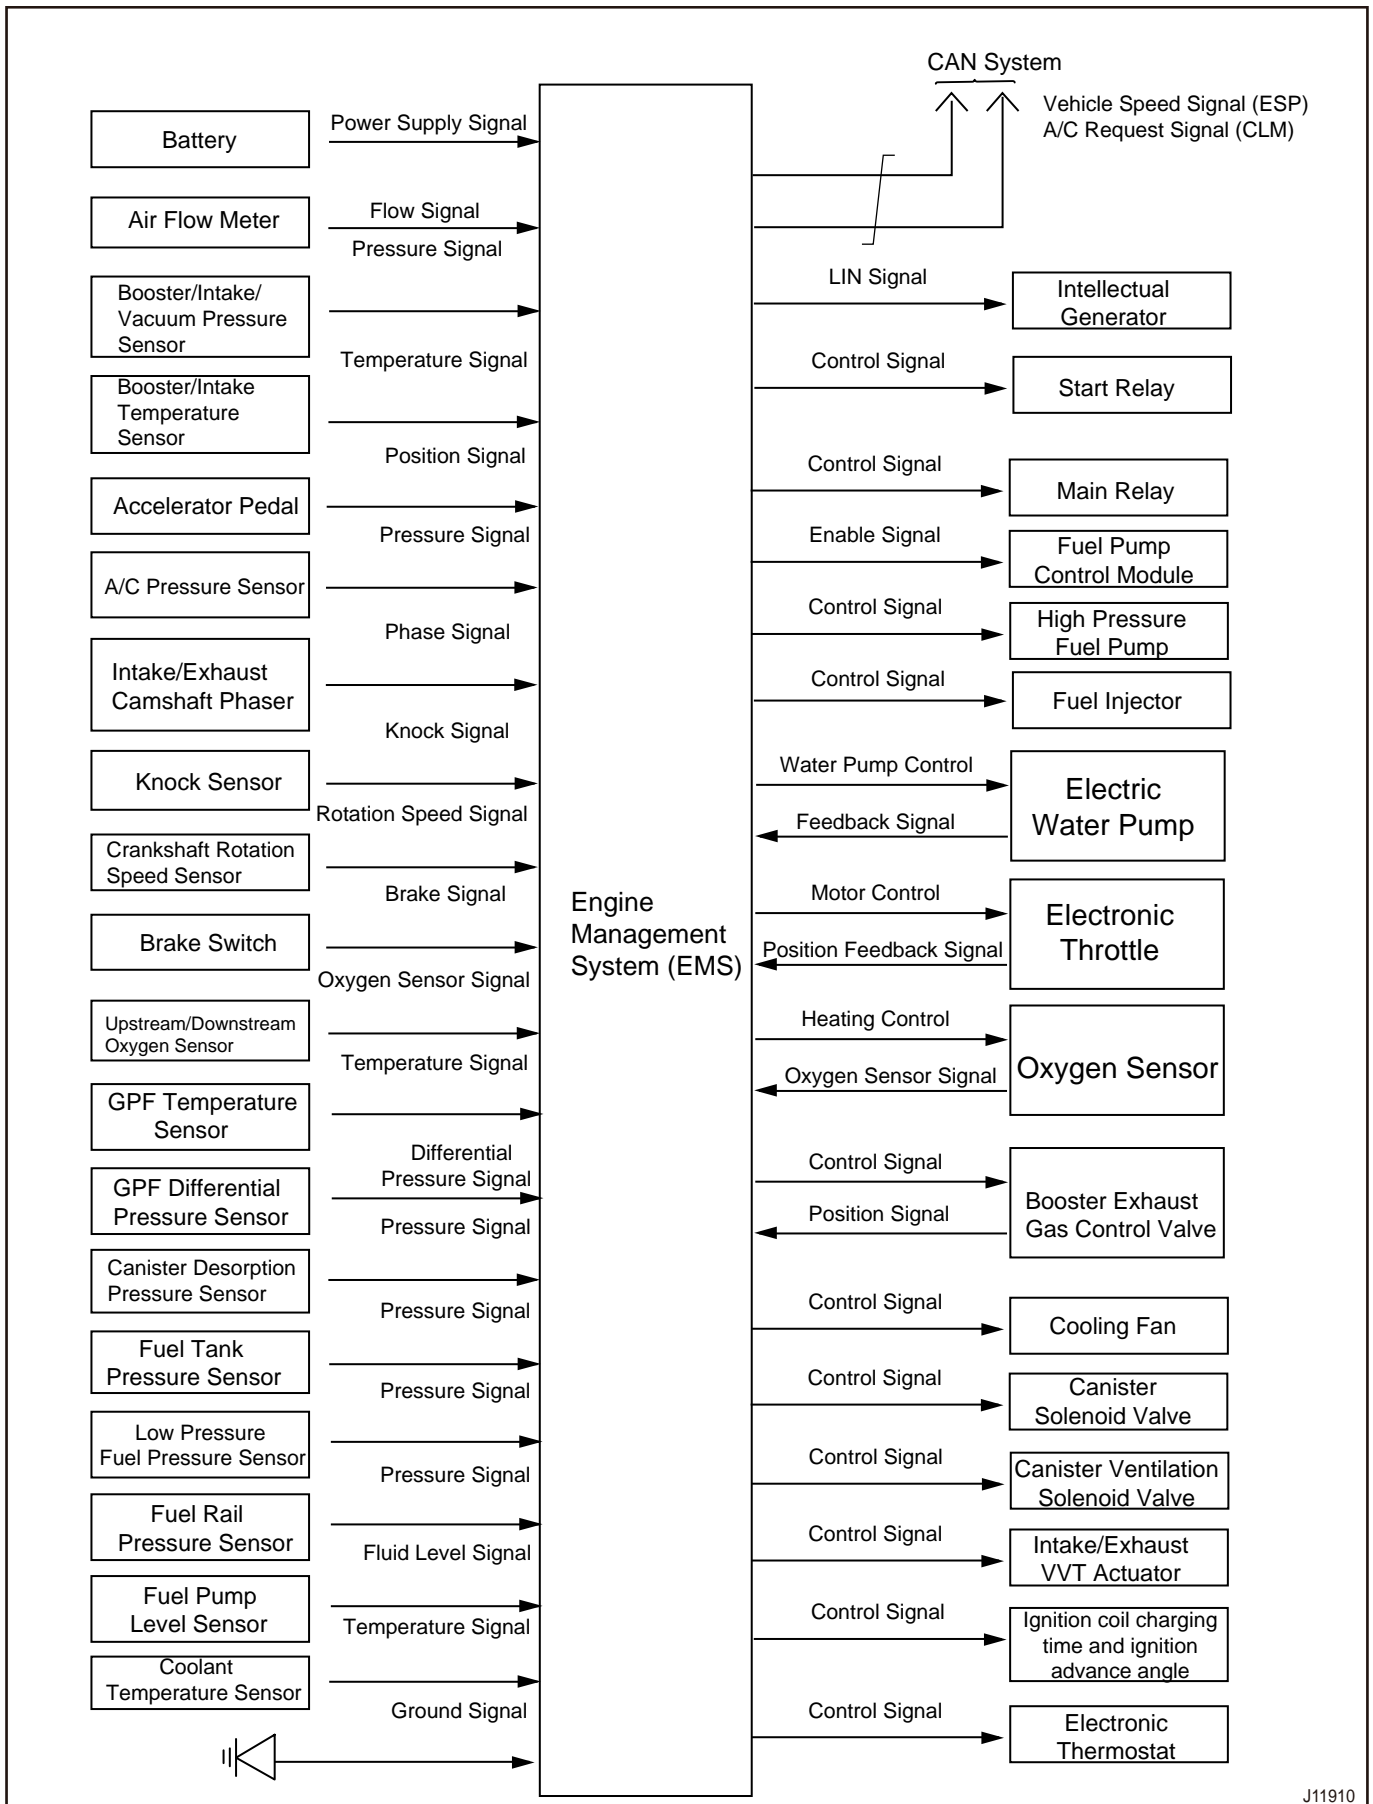 CAN System
Vehicle Speed Signal (ESP)
A/C Request Signal (CLM)
Battery
Power Supply Signal
Air Flow Meter
Flow Signal
Pressure Signal
Booster/Intake/
Vacuum Pressure
Sensor
Temperature Signal
Booster/Intake
Temperature
Sensor
Position Signal
Accelerator Pedal
Pressure Signal
A/C Pressure Sensor
Phase Signal
Intake/Exhaust
Camshaft Phaser
Knock Signal
Knock Sensor
Rotation Speed Signal
Crankshaft Rotation
Speed Sensor
Brake Signal
Brake Switch
Oxygen Sensor Signal
Upstream/Downstream
Oxygen Sensor
Temperature Signal
GPF Temperature
Sensor
Differential
Pressure Signal
GPF Differential
Pressure Sensor
Pressure Signal
Canister Desorption
Pressure Sensor
Pressure Signal
Fuel Tank
Pressure Sensor
Pressure Signal
Low Pressure
Fuel Pressure Sensor
Pressure Signal
Fuel Rail
Pressure Sensor
Fluid Level Signal
Fuel Pump
Level Sensor
Temperature Signal
Coolant
Temperature Sensor
Ground Signal
Engine
Management
System (EMS)
LIN Signal
Intellectual
Generator
Control Signal
Start Relay
Control Signal
Main Relay
Enable Signal
Fuel Pump
Control Module
Control Signal
High Pressure
Fuel Pump
Control Signal
Fuel Injector
Water Pump Control
Feedback Signal
Electric
Water Pump
Motor Control
Position Feedback Signal
Electronic
Throttle
Heating Control
Oxygen Sensor Signal
Oxygen Sensor
Control Signal
Position Signal
Booster Exhaust
Gas Control Valve
Control Signal
Cooling Fan
Control Signal
Canister
Solenoid Valve
Control Signal
Canister Ventilation
Solenoid Valve
Control Signal
Intake/Exhaust
VVT Actuator
Control Signal
Ignition coil charging
time and ignition
advance angle
Control Signal
Electronic
Thermostat
J11910